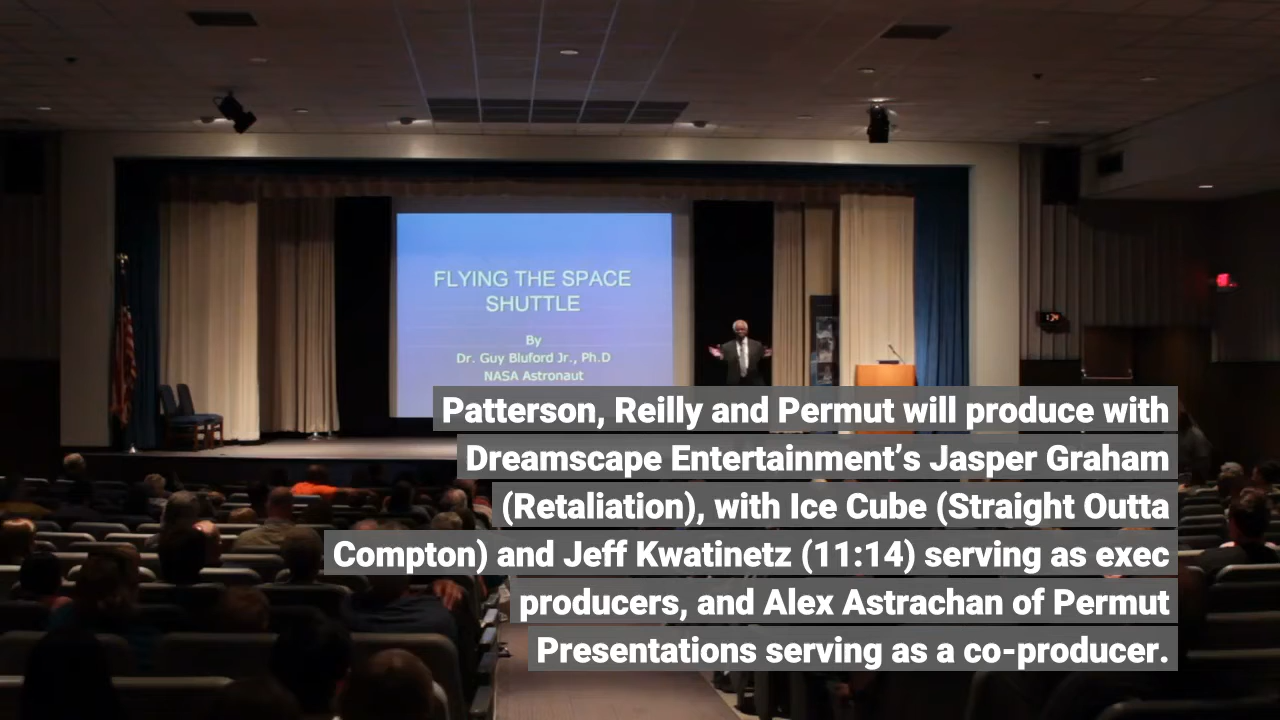 FLYING THE SPACE
SHUTTLE
By
Dr. Guy Bluford Jr., Ph.D
NASA Astronaut
Patterson, Reilly and Permut will produce with
Dreamscape Entertainment’s Jasper Graham
(Retaliation), with Ice Cube (Straight Outta
Compton) and Jeff Kwatinetz (11:14) serving as exec
producers, and Alex Astrachan of Permut
Presentations serving as a co-producer.